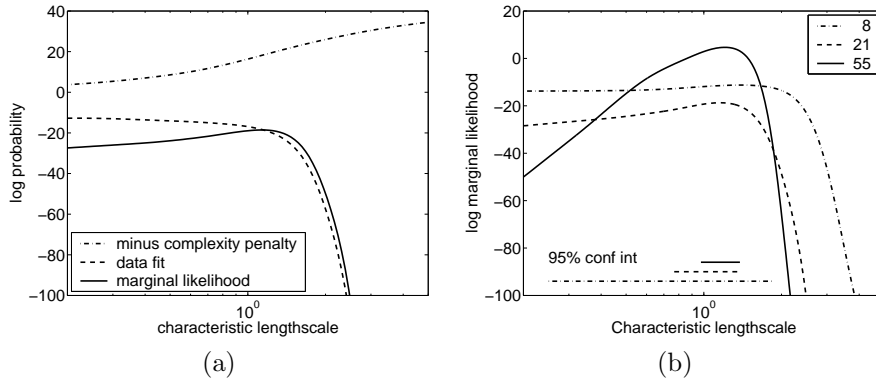 40
20
0
−20
−40
−60
−80
−100
log probability
minus complexity penalty
data fit
marginal likelihood
10^0
characteristic lengthscale
(a)
20
0
−20
−40
−60
−80
−100
log marginal likelihood
8
21
55
95% conf int
10^0
Characteristic lengthscale
(b)